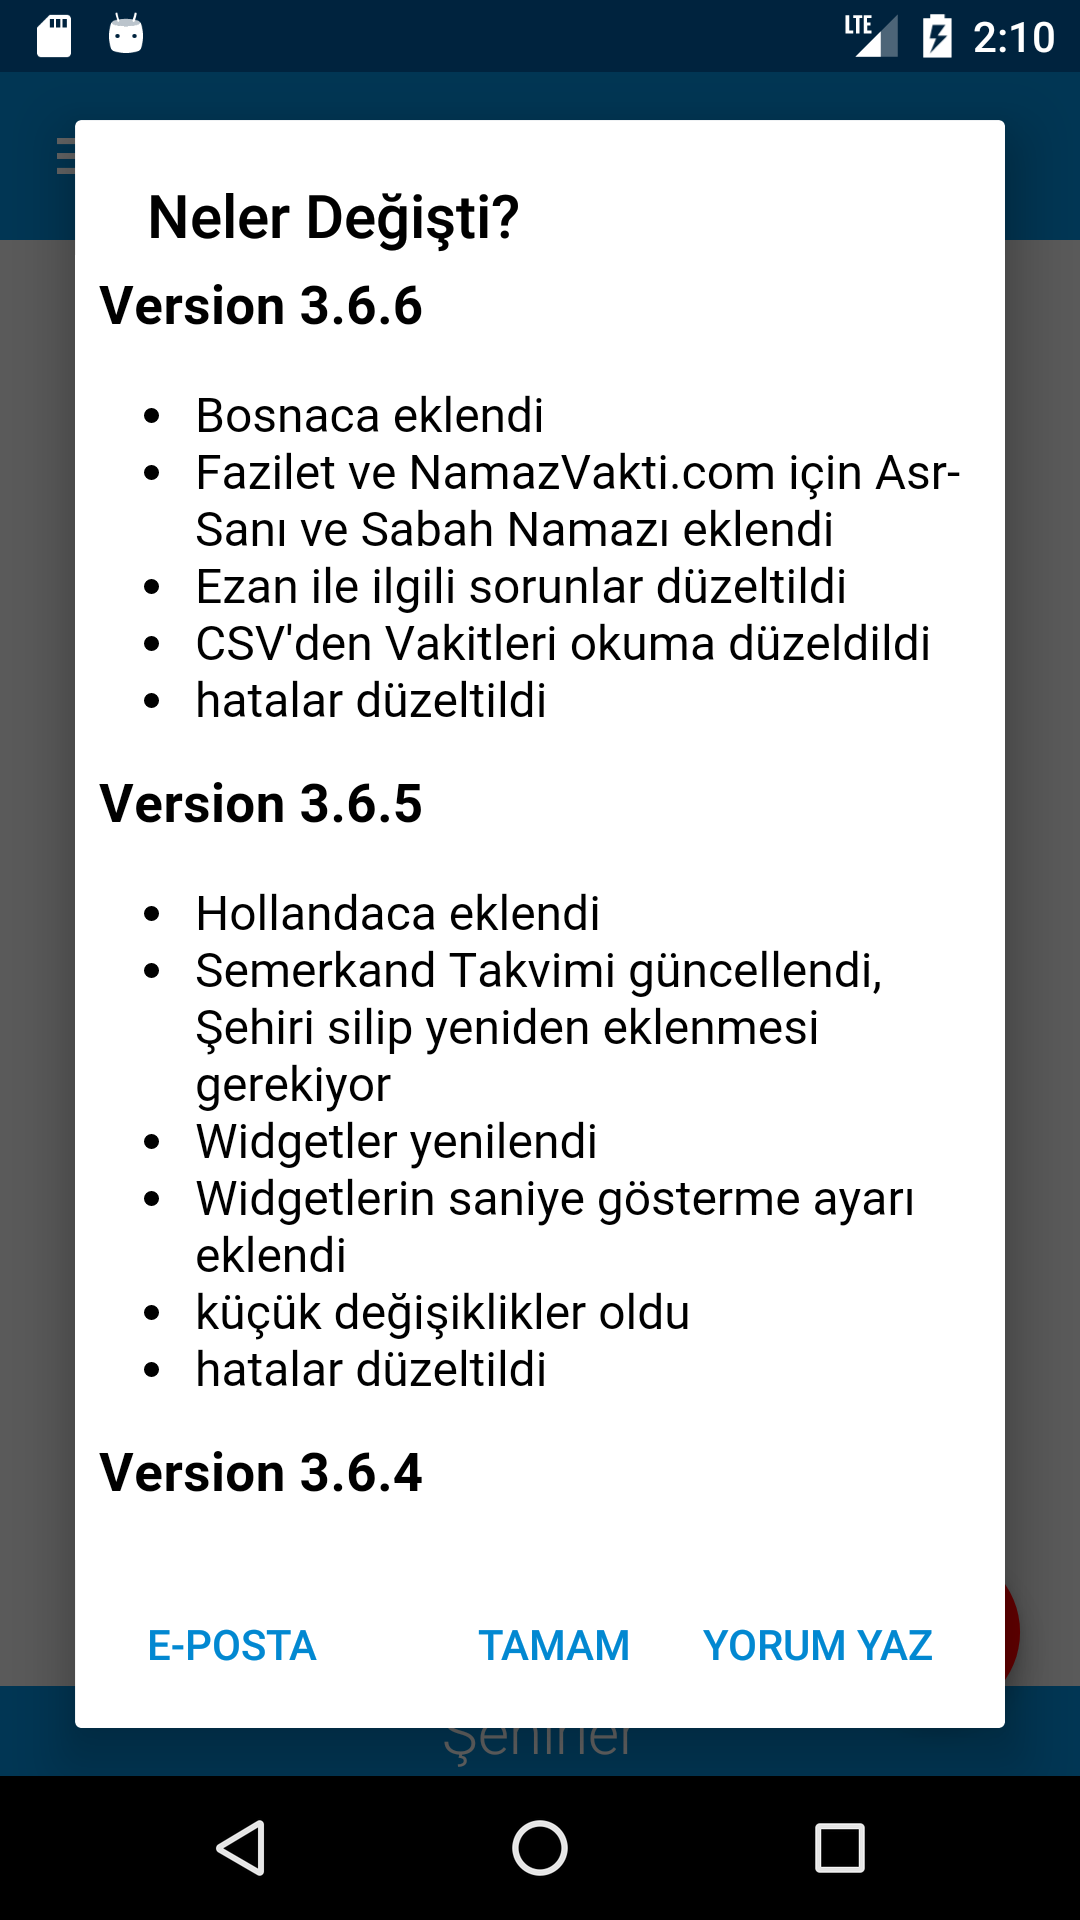 LTE 2:10
Neler Değişti?
Version 3.6.6
• Bosnaca eklendi
• Fazilet ve NamazVakti.com için Asr-
Sanı ve Sabah Namazı eklendi
• Ezan ile ilgili sorunlar düzeltildi
• CSV'den Vakitleri okuma düzeldildi
• hatalar düzeltildi
Version 3.6.5
• Hollandaca eklendi
• Semerkand Takvimi güncellendi,
Şehiri silip yeniden eklenmesi
gerekiyor
• Widgetler yenilendi
• Widgetlerin saniye gösterme ayarı
eklendi
• küçük değişiklikler oldu
• hatalar düzeltildi
Version 3.6.4
E-POSTA TAMAM YORUM YAZ
Şehirler